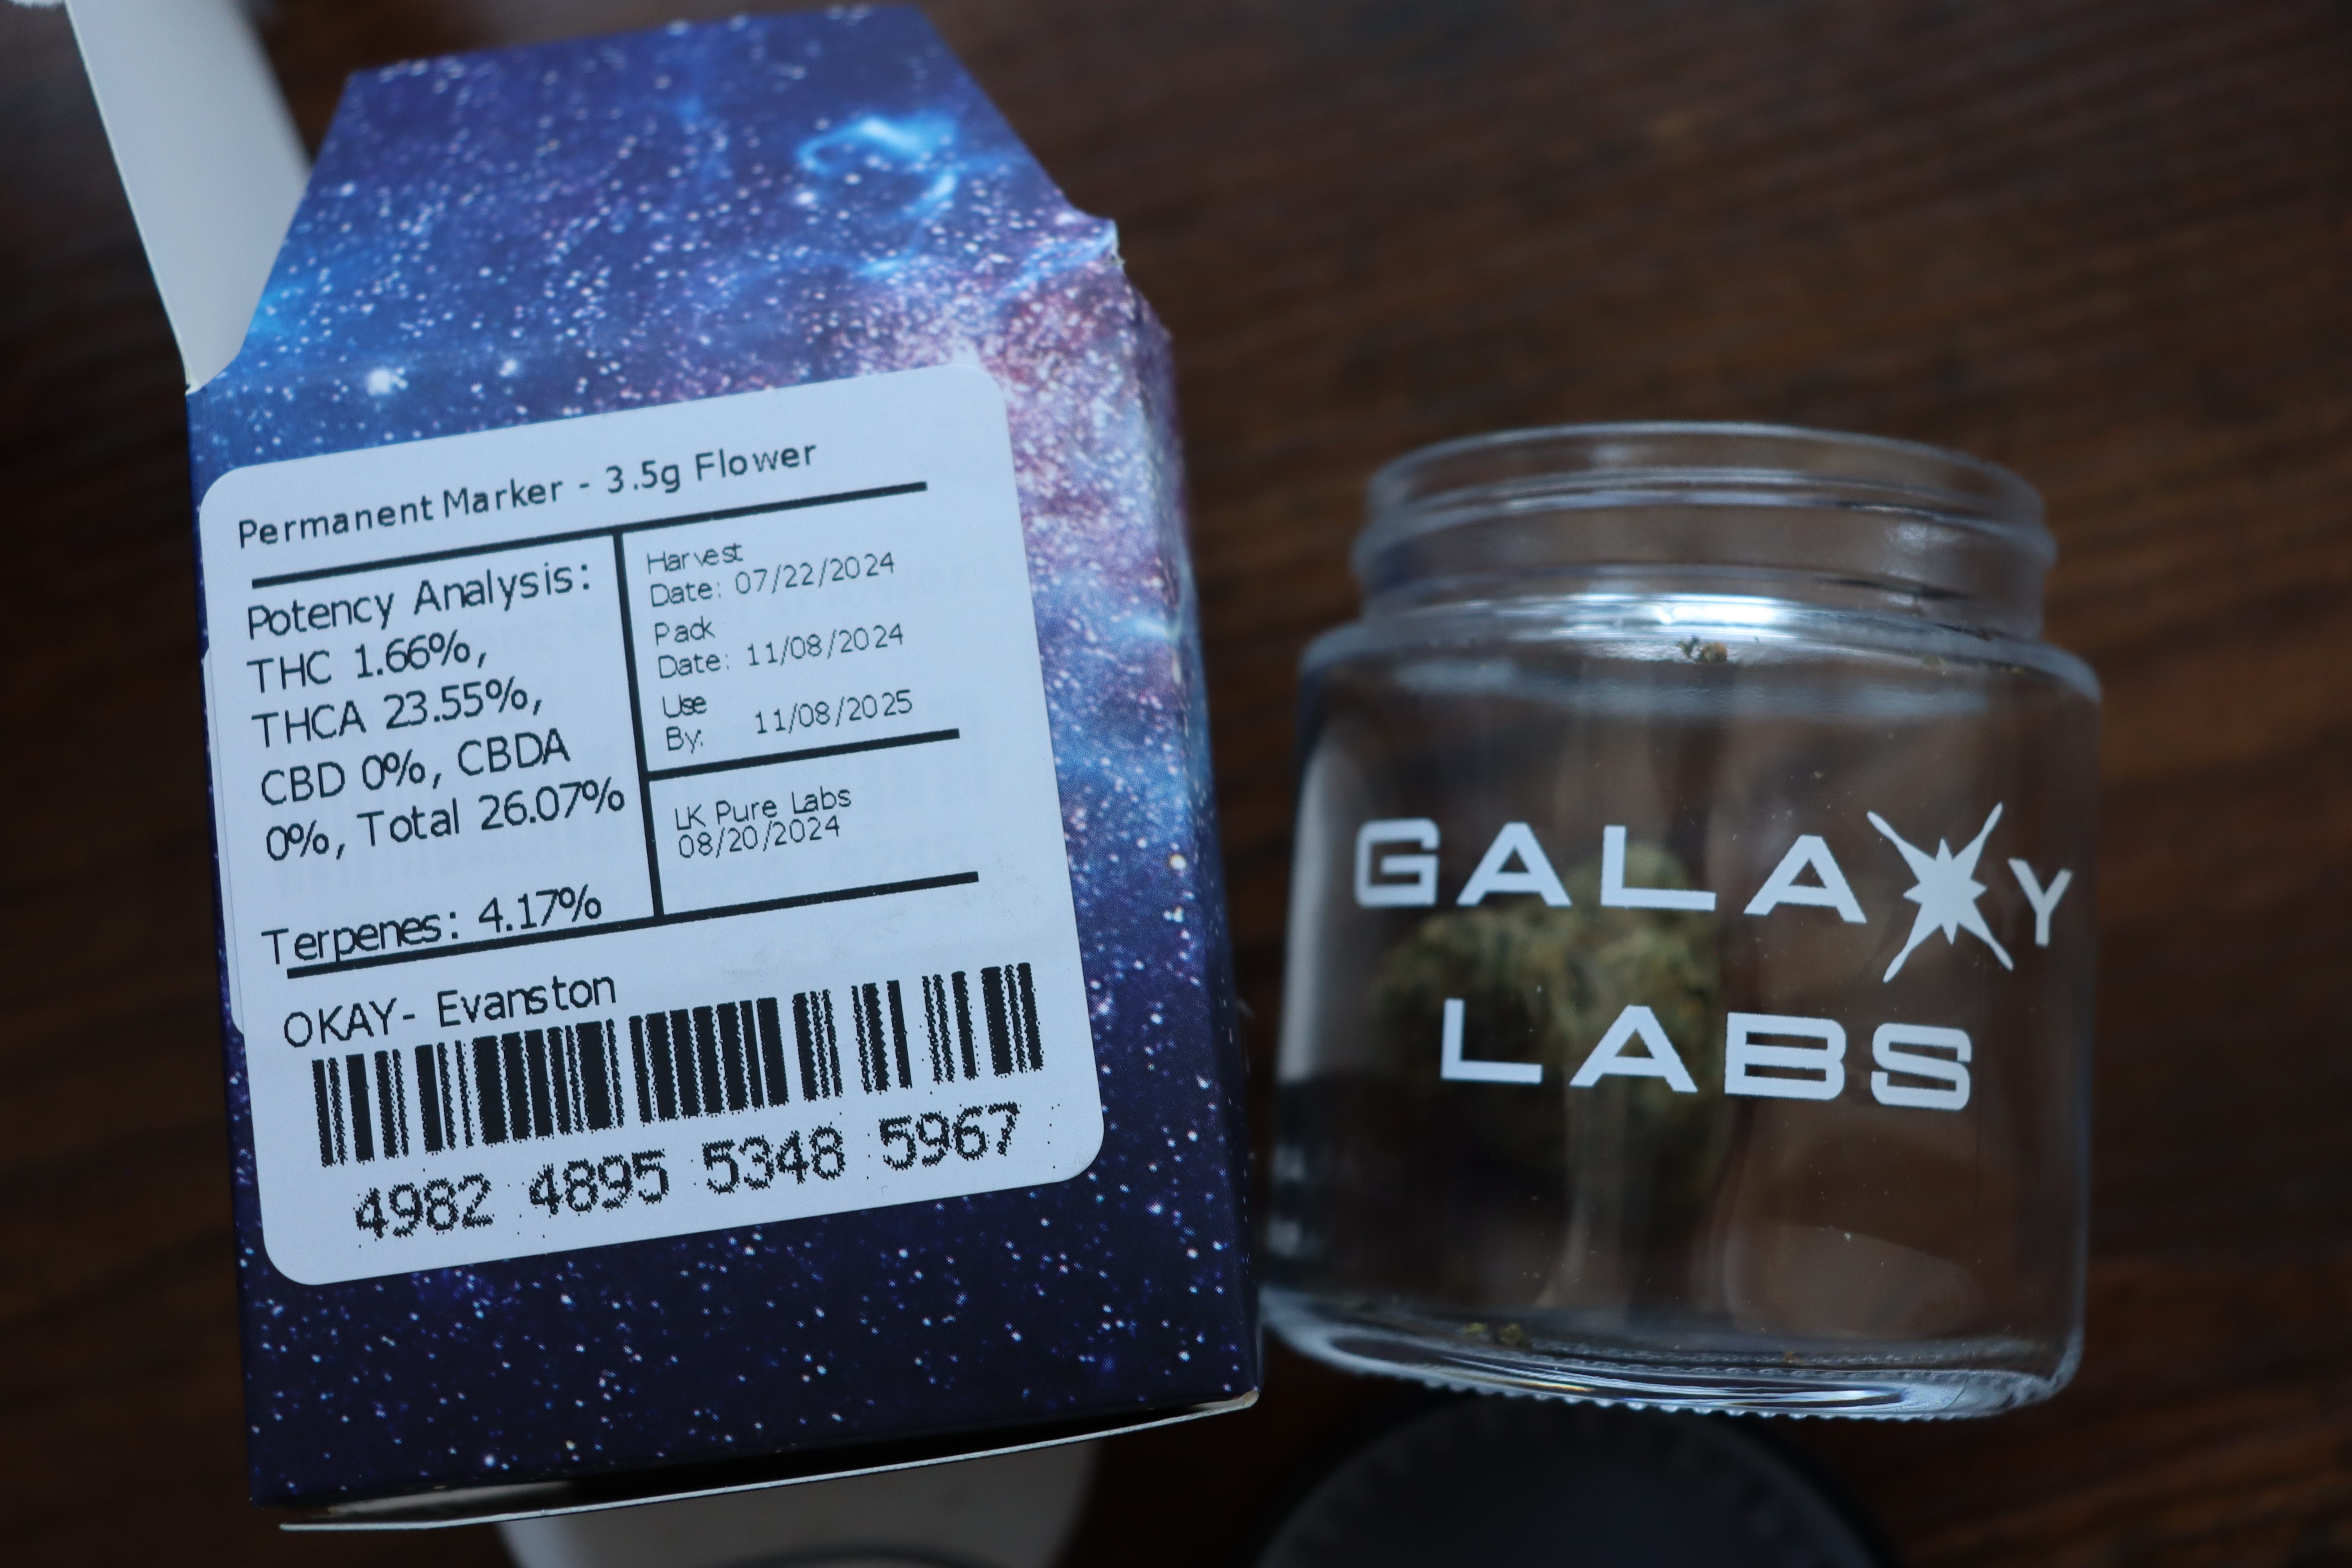 Permanent Marker - 3.5g Flower
Potency Analysis:
THC 1.66%,
THCA 23.55%,
CBD 0%, CBDA
0%, Total 26.07%
Terpenes: 4.17%
Harvest
Date: 07/22/2024
Pack
Date: 11/08/2024
Use
By: 11/08/2025
LK Pure Labs
08/20/2024
OKAY- Evanston
4982 4895 5348 5967
GALAXY
LABS